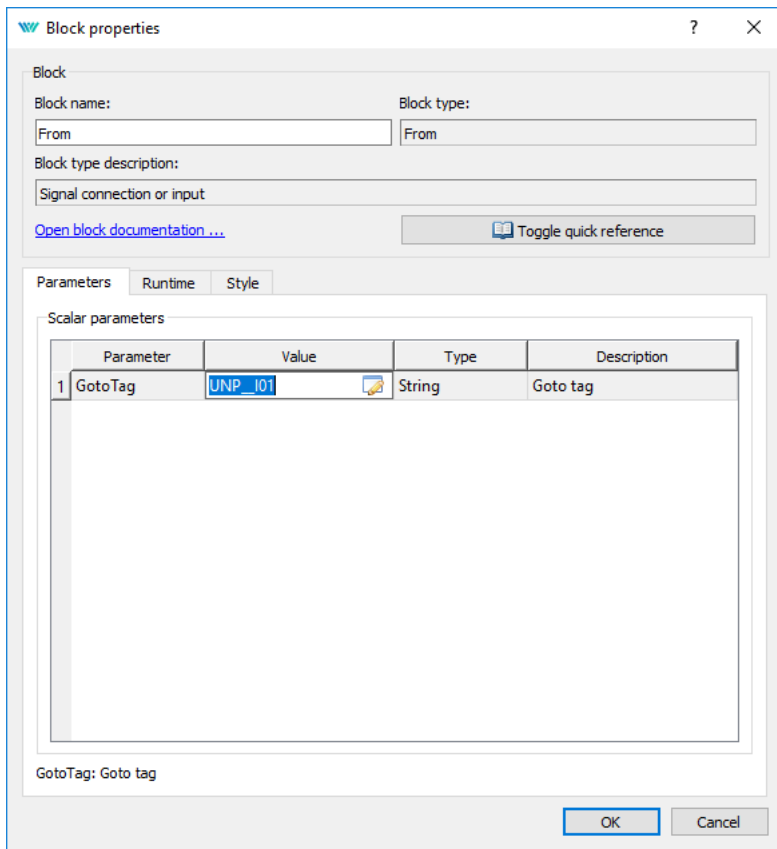 Block properties
?
Block
Block name:
Block type:
From
From
Block type description:
Signal connection or input
Open block documentation ...
Toggle quick reference
Parameters Runtime Style
Scalar parameters
Parameter Value Type Description
1 GotoTag UNP__I01 String Goto tag
GotoTag: Goto tag
OK Cancel